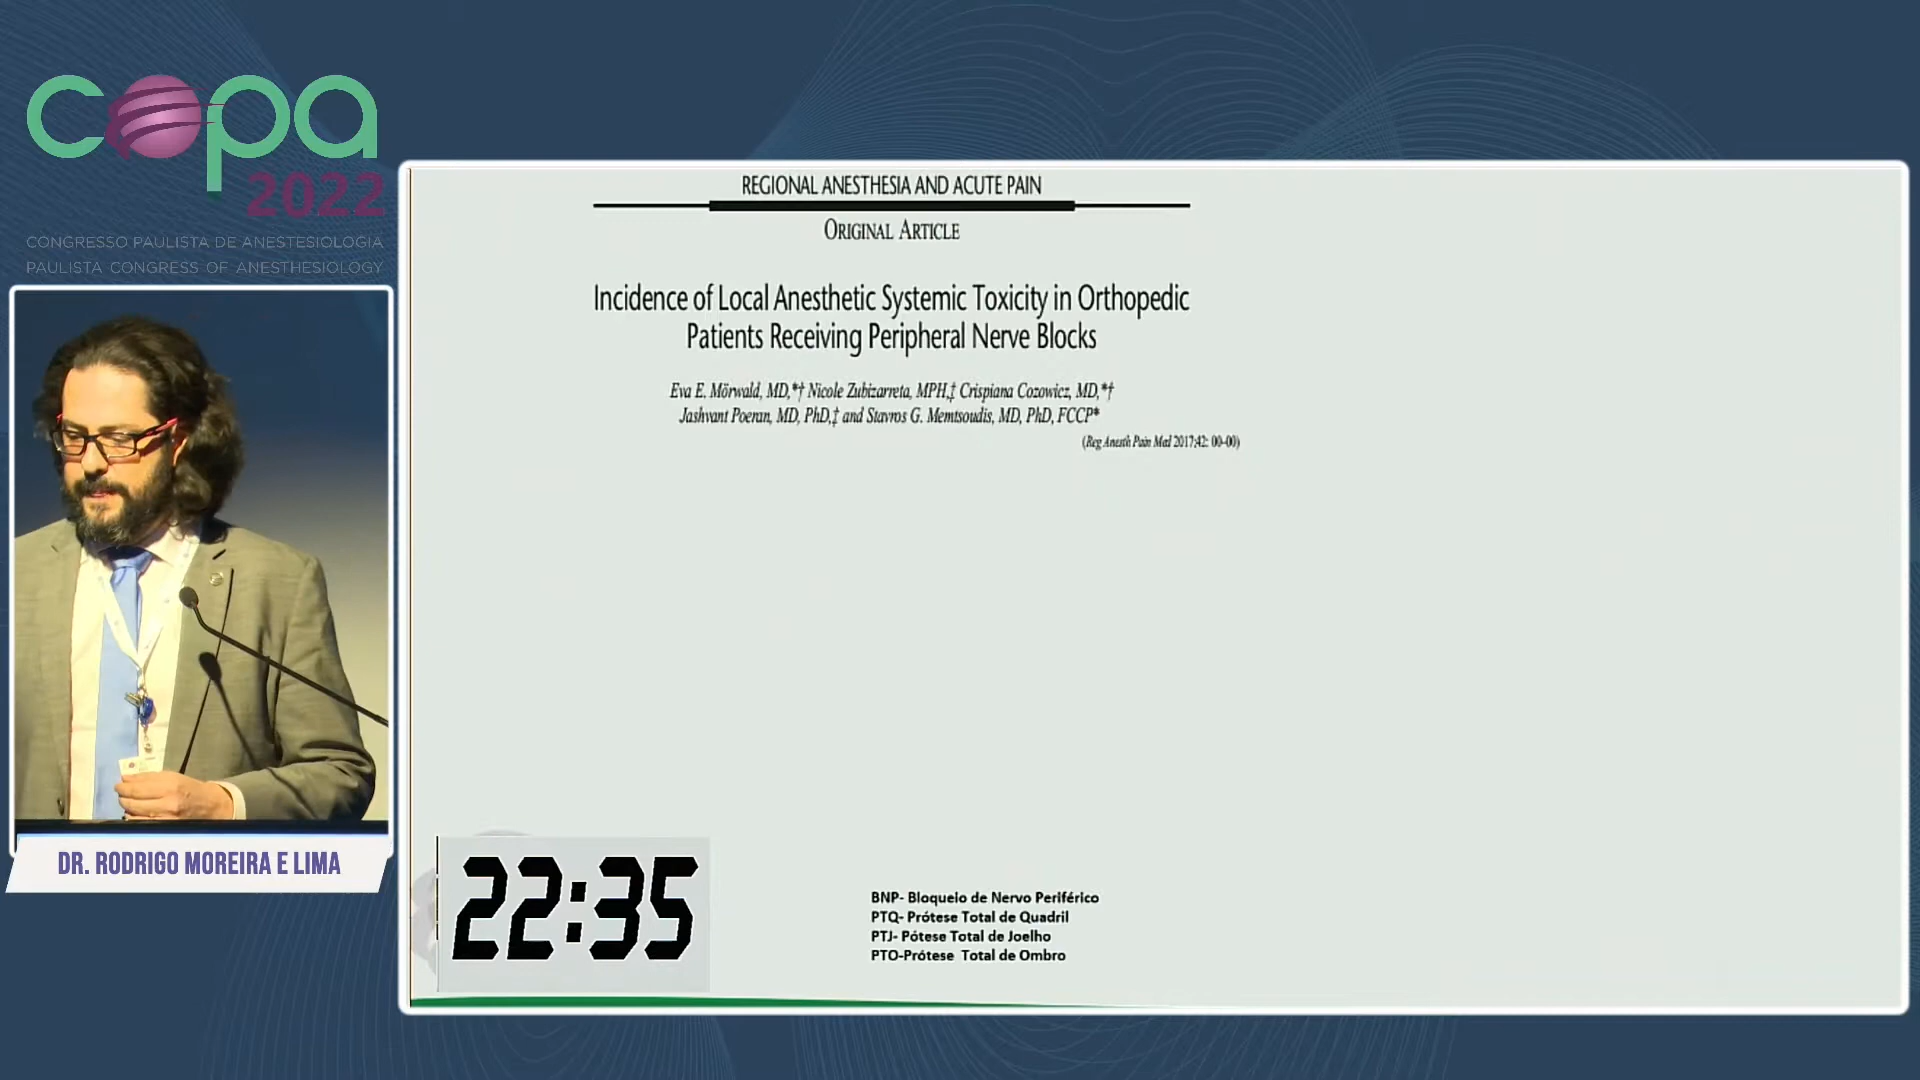 copa
2022
CONGRESSO PAULISTA DE ANESTESIOLOGIA
PAULISTA CONGRESS OF ANESTHESIOLOGY
DR. RODRIGO MOREIRA E LIMA
REGIONAL ANESTHESIA AND ACUTE PAIN
ORIGINAL ARTICLE
Incidence of Local Anesthetic Systemic Toxicity in Orthopedic
Patients Receiving Peripheral Nerve Blocks
Eva E. Mörwald, MD,*† Nicole Zubizarreta, MPH,‡ Crispiana Cozowicz, MD,*†
Jashvant Poeran, MD, PhD,‡ and Stavros G. Memtsoudis, MD, PhD, FCCP*
(Reg Anesth Pain Med 2017;42: 00-00)
22:35
BNP- Bloqueio de Nervo Periférico
PTQ- Prótese Total de Quadril
PTJ- Pótese Total de Joelho
PTO-Prótese Total de Ombro